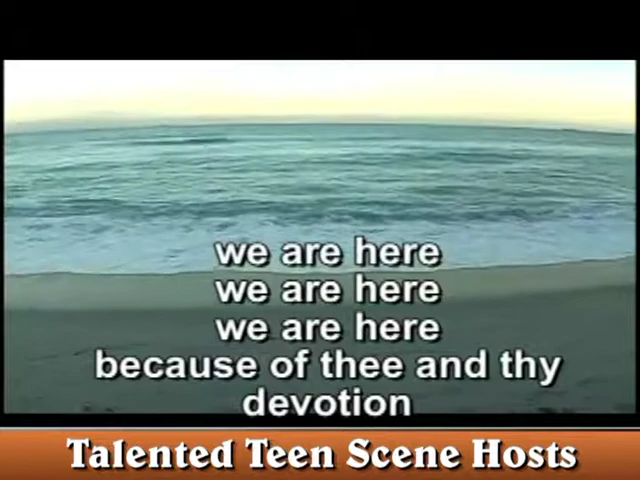 we are here
we are here
we are here
because of thee and thy
devotion
Talented Teen Scene Hosts